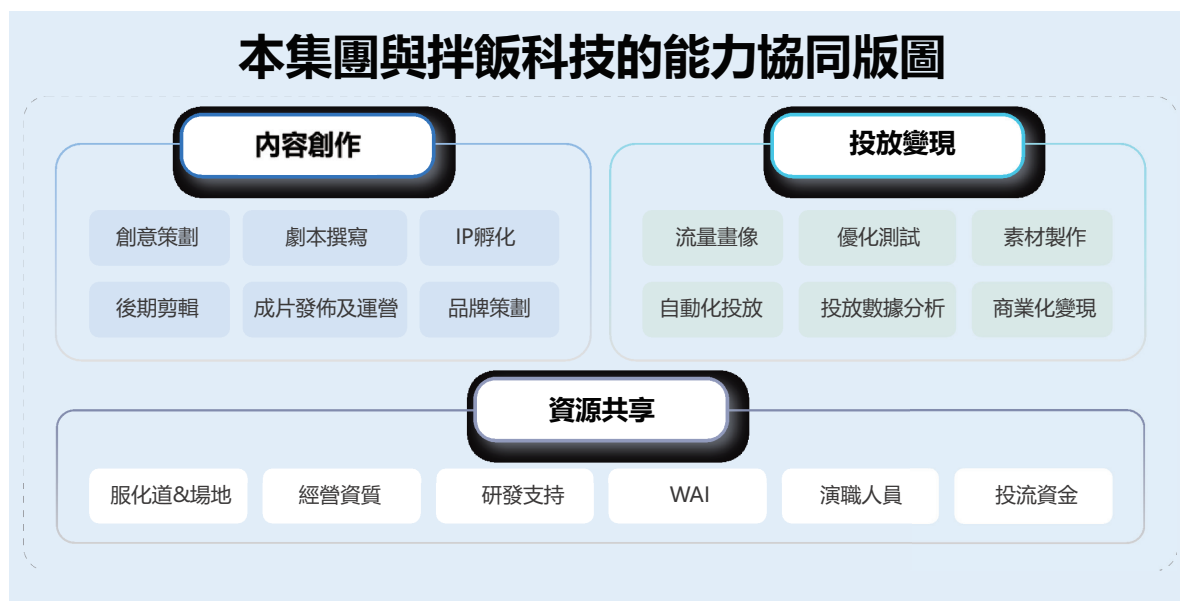 本集團與拌飯科技的能力協同版圖
內容創作
創意策劃
劇本撰寫
IP孵化
後期剪輯
成片發佈及運營
品牌策劃
投放變現
流量畫像
優化測試
素材製作
自動化投放
投放數據分析
商業化變現
資源共享
服化道&場地
經營資質
研發支持
WAI
演職人員
投流資金